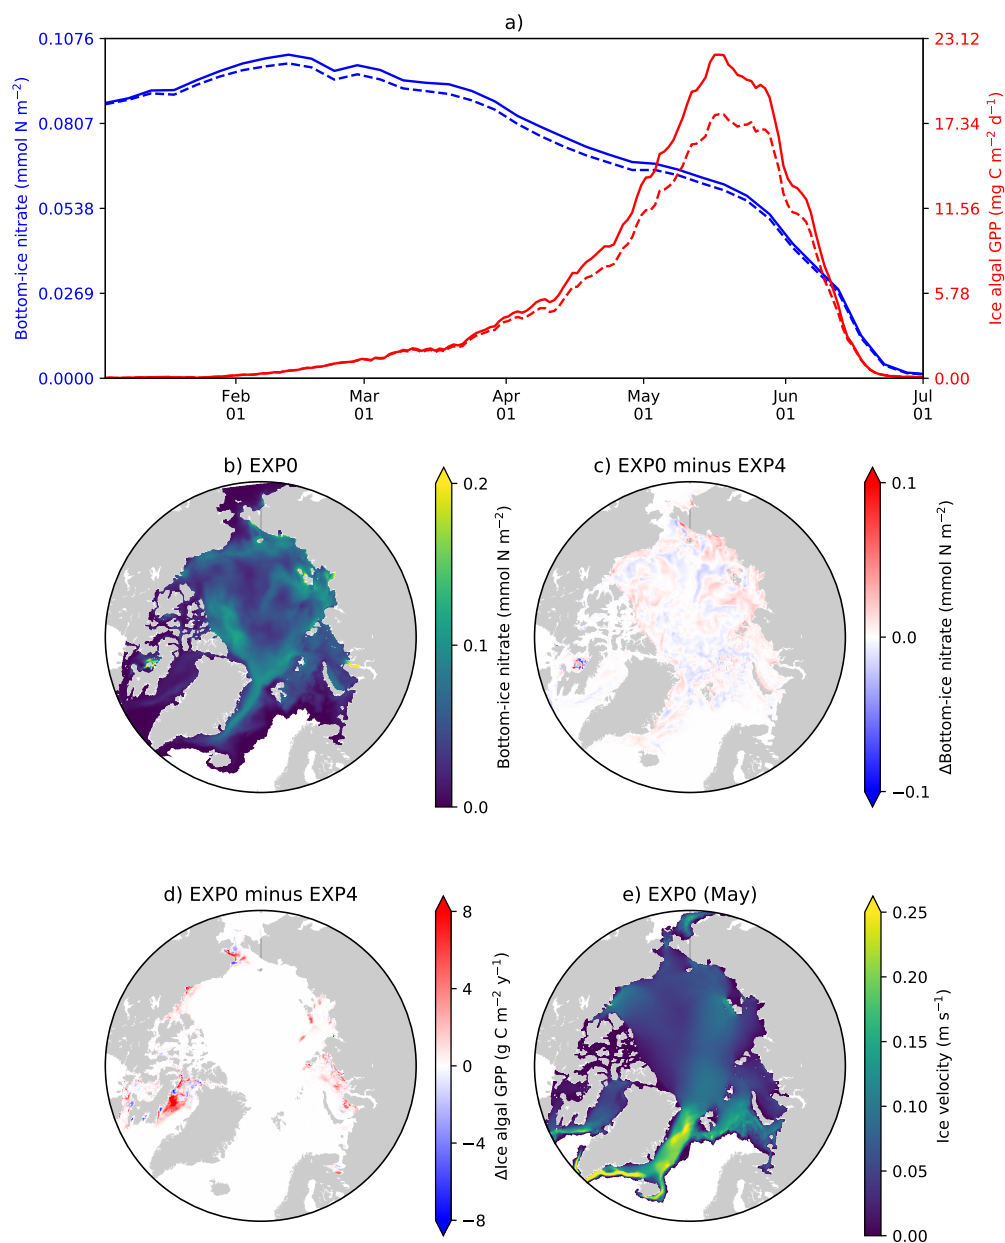 a)
0.1076
0.0807
0.0538
0.0269
0.0000
Bottom-ice nitrate (mmol N m⁻²)
23.12
17.34
11.56
5.78
0.00
Ice algal GPP (mg C m⁻² d⁻¹)
Feb
01
Mar
01
Apr
01
May
01
Jun
01
Jul
01
b) EXP0
0.2
0.1
0.0
Bottom-ice nitrate (mmol N m⁻²)
c) EXP0 minus EXP4
0.1
0.0
−0.1
ΔBottom-ice nitrate (mmol N m⁻²)
d) EXP0 minus EXP4
8
4
0
−4
−8
ΔIce algal GPP (g C m⁻² y⁻¹)
e) EXP0 (May)
0.25
0.20
0.15
0.10
0.05
0.00
Ice velocity (m s⁻¹)